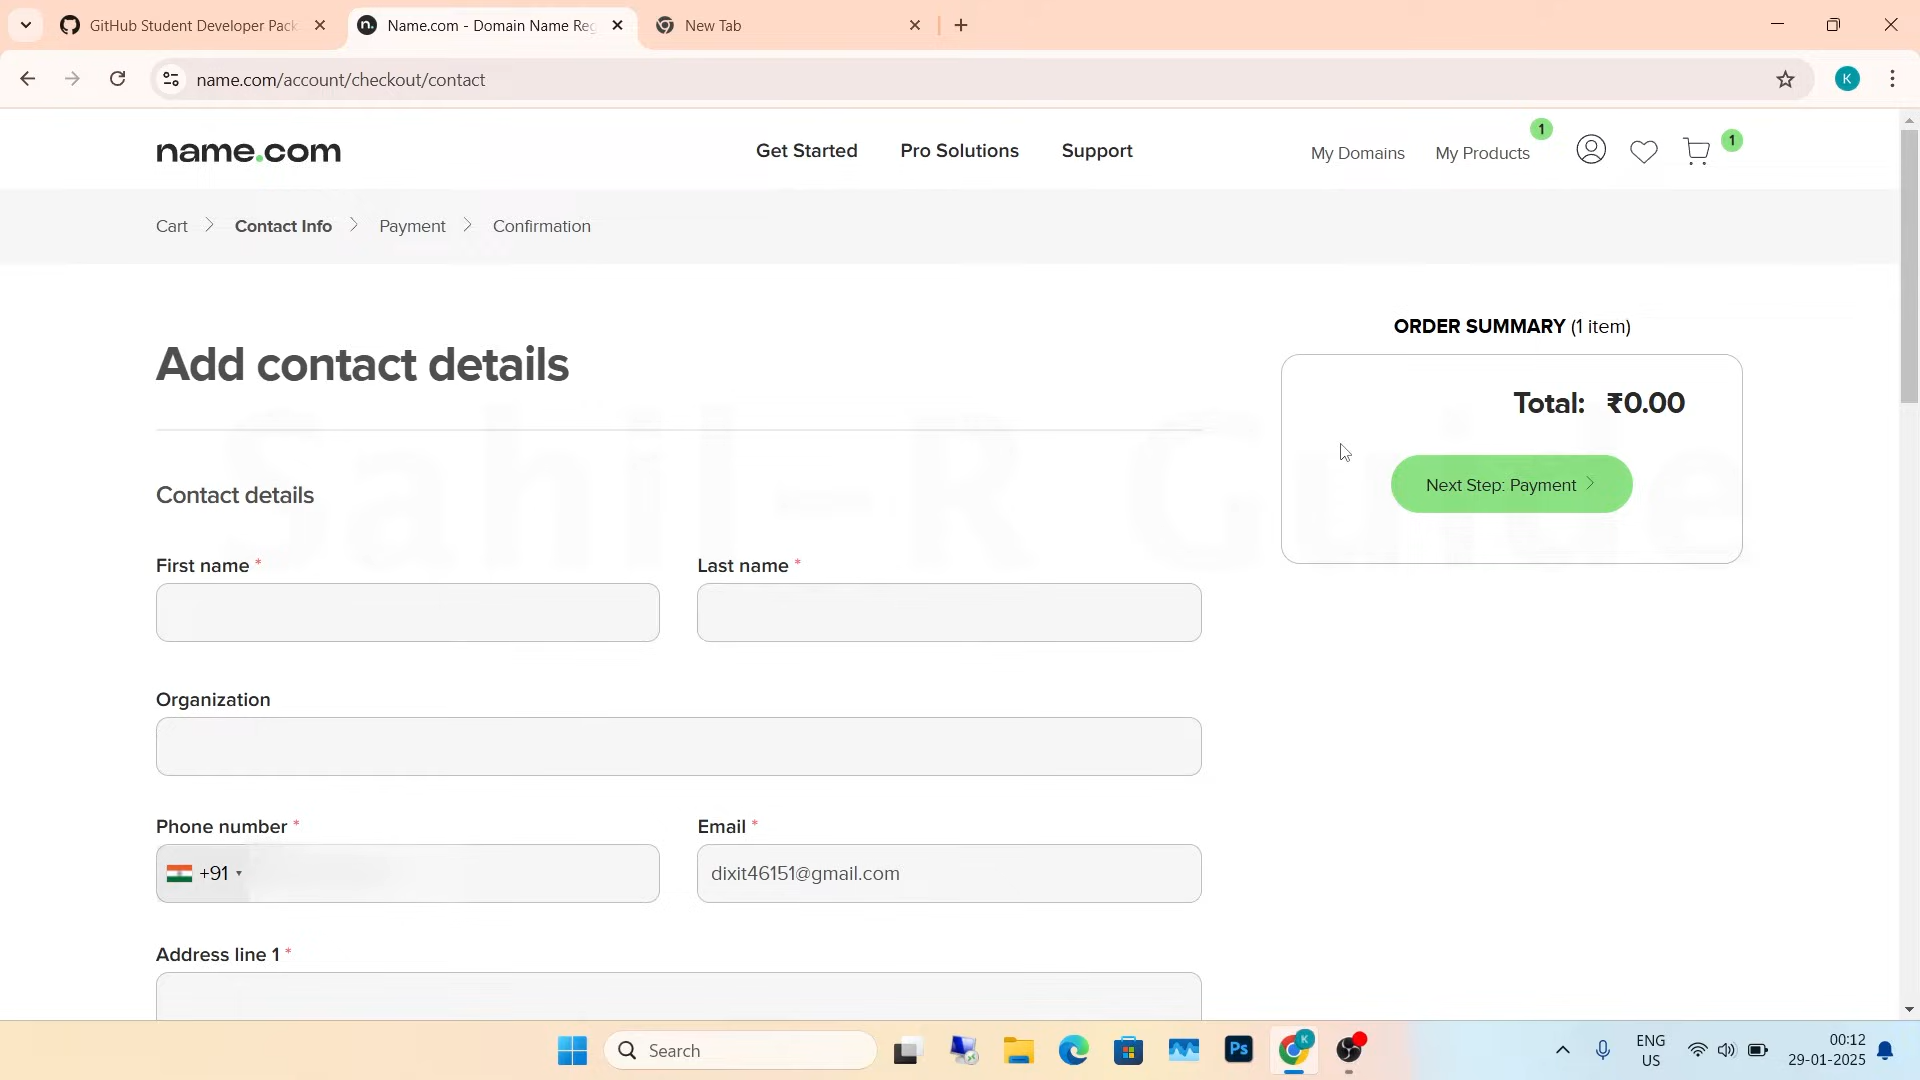 GitHub Student Developer Pack
Name.com - Domain Name Reg
New Tab
name.com/account/checkout/contact
K
name.com
Get Started
Pro Solutions
Support
My Domains
My Products
1
1
Cart
Contact Info
Payment
Confirmation
Add contact details
ORDER SUMMARY (1 item)
Total: ₹0.00
Next Step: Payment
Sahil-R Guide
Contact details
First name *
Last name *
Organization
Phone number *
Email *
+91
dixit46151@gmail.com
Address line 1 *
Search
Ps
K
ENG
US
00:12
29-01-2025